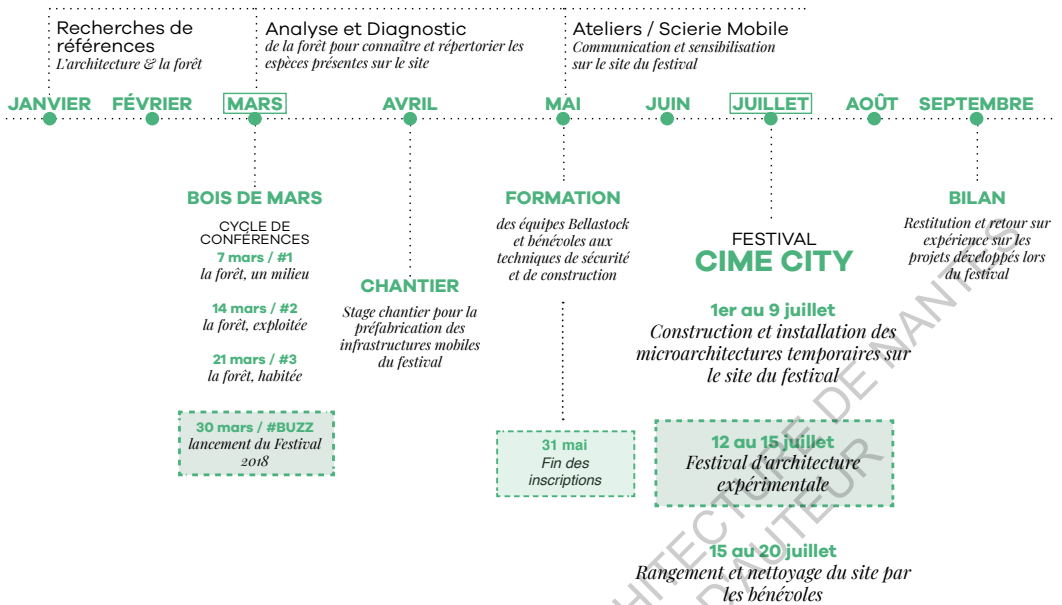 Recherches de
références
L'architecture & la forêt
Analyse et Diagnostic
de la forêt pour connaître et répertorier les
espèces présentes sur le site
Ateliers / Scierie Mobile
Communication et sensibilisation
sur le site du festival
JANVIER FÉVRIER MARS AVRIL MAI JUIN JUILLET AOÛT SEPTEMBRE
BOIS DE MARS
CYCLE DE
CONFÉRENCES
7 mars / #1
la forêt, un milieu
14 mars / #2
la forêt, exploitée
21 mars / #3
la forêt, habitée
30 mars / #BUZZ
lancement du Festival
2018
CHANTIER
Stage chantier pour la
préfabrication des
infrastructures mobiles
du festival
FORMATION
des équipes Bellastock
et bénévoles aux
techniques de sécurité
et de construction
31 mai
Fin des
inscriptions
FESTIVAL
CIME CITY
1er au 9 juillet
Construction et installation des
microarchitectures temporaires sur
le site du festival
12 au 15 juillet
Festival d'architecture
expérimentale
15 au 20 juillet
Rangement et nettoyage du site par
les bénévoles
BILAN
Restitution et retour sur
expérience sur les
projets développés lors
du festival
HITECTURE DE NANTES
D'AUTEUR